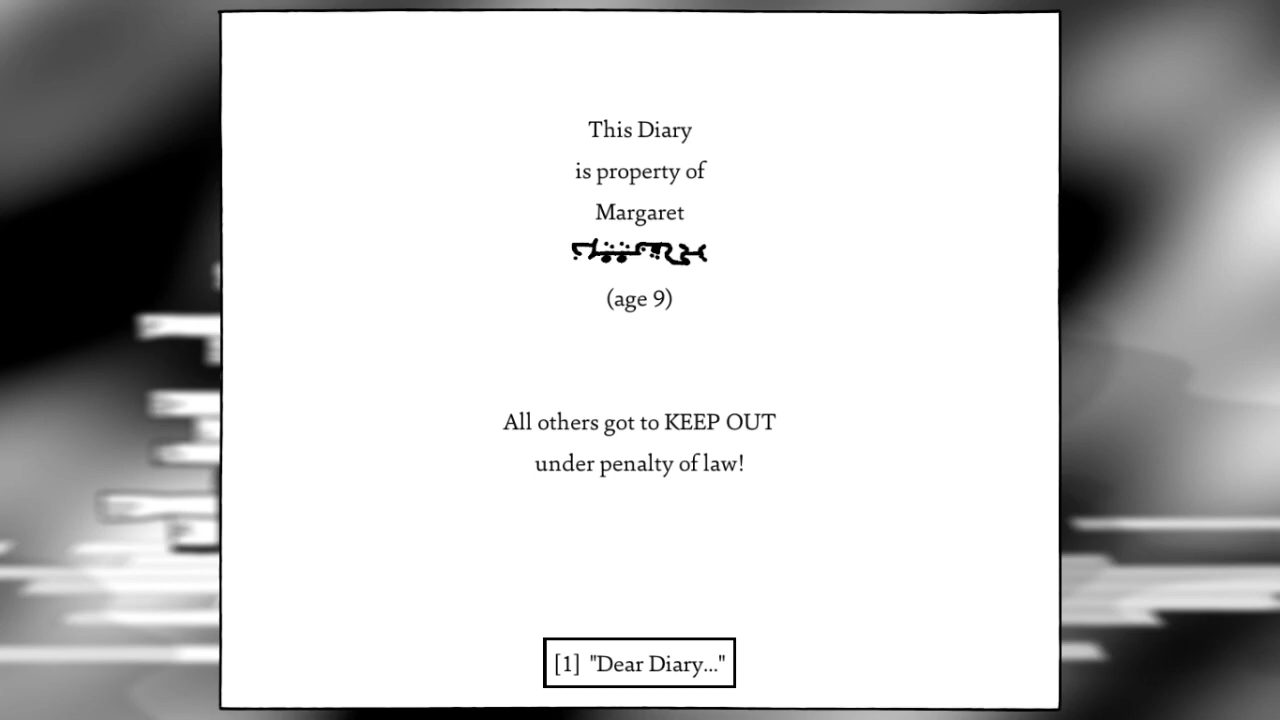 This Diary
is property of
Margaret
(age 9)
All others got to KEEP OUT
under penalty of law!
[1] "Dear Diary..."